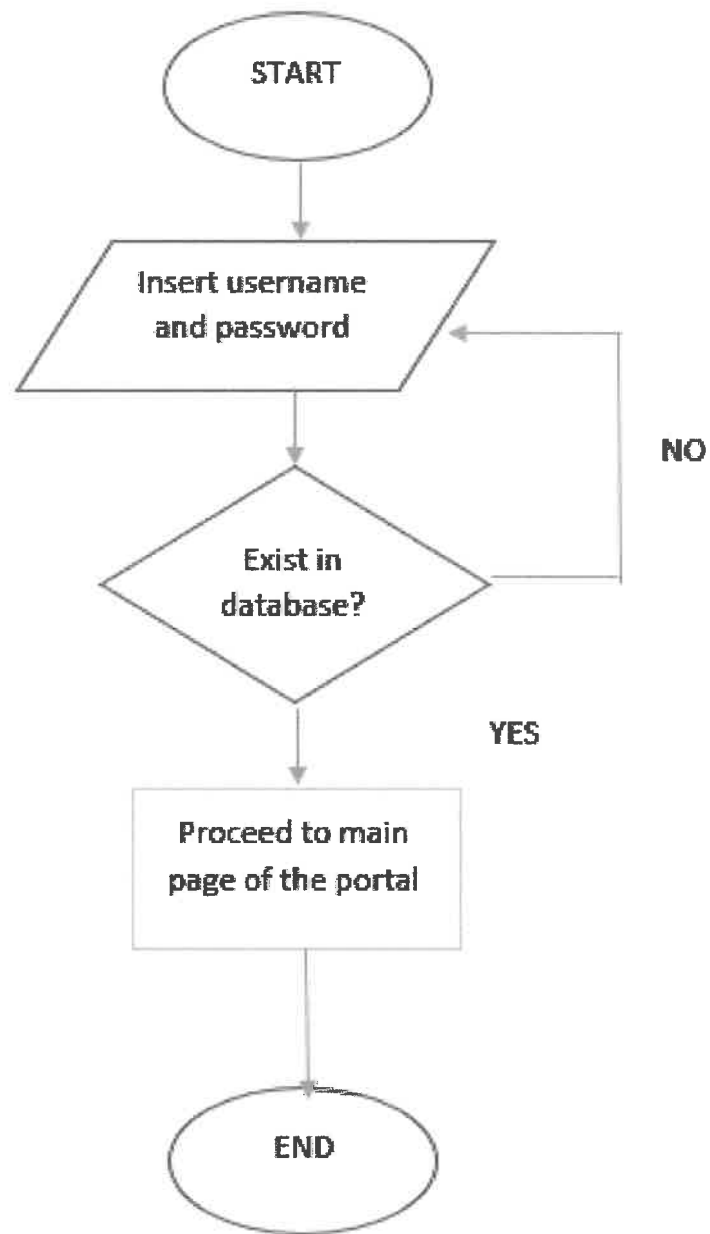 START
Insert username
and password
NO
Exist in
database?
YES
Proceed to main
page of the portal
END